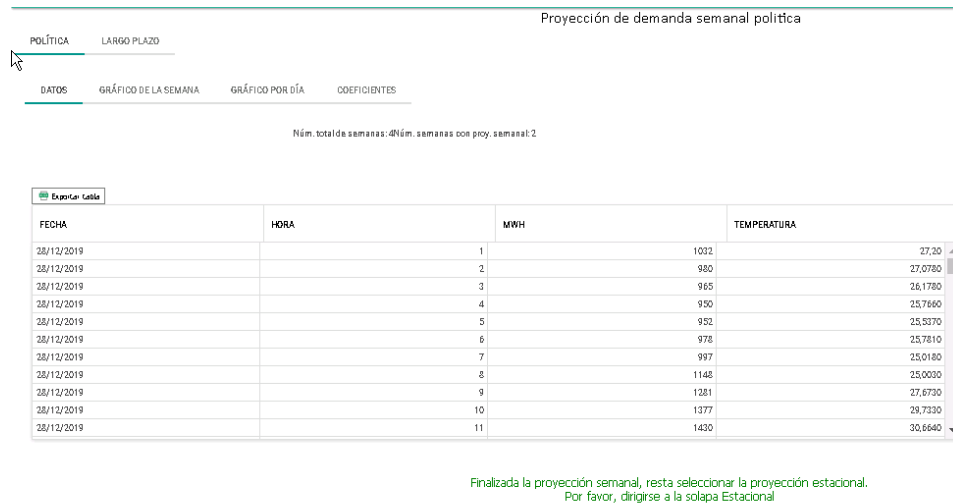 Proyección de demanda semanal politica
POLÍTICA LARGO PLAZO
DATOS GRÁFICO DE LA SEMANA GRÁFICO POR DÍA COEFICIENTES
Núm. total de semanas: 4Núm. semanas con proy. semanal: 2
Exportar tabla
FECHA HORA MWH TEMPERATURA
28/12/2019 1 1032 27,20
28/12/2019 2 980 27,0780
28/12/2019 3 965 26,1780
28/12/2019 4 950 25,7660
28/12/2019 5 952 25,5370
28/12/2019 6 978 25,7810
28/12/2019 7 997 25,0180
28/12/2019 8 1148 25,0030
28/12/2019 9 1281 27,6730
28/12/2019 10 1377 29,7330
28/12/2019 11 1430 30,6640
Finalizada la proyección semanal, resta seleccionar la proyección estacional.
Por favor, dirigirse a la solapa Estacional